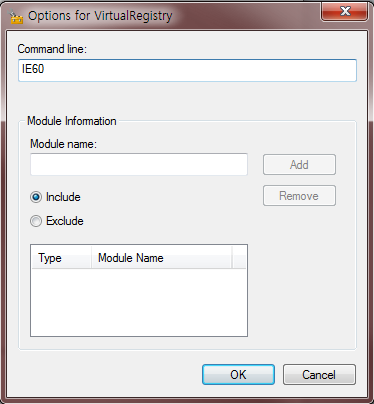 Options for VirtualRegistry
Command line:
IE60
Module Information
Module name:
Add
Include
Remove
Exclude
Type Module Name
OK Cancel